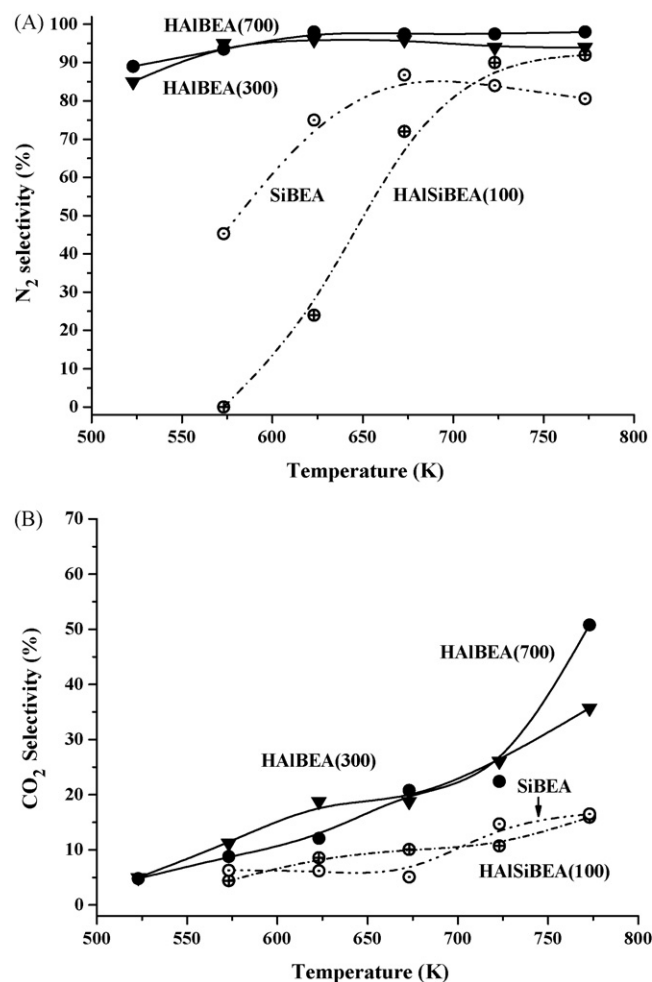 (A)
100
90
80
70
60
50
40
30
20
10
0
N2 selectivity (%)
HAlBEA(700)
HAlBEA(300)
SiBEA
HAlSiBEA(100)
500 550 600 650 700 750 800
Temperature (K)
(B)
70
60
50
40
30
20
10
0
CO2 Selectivity (%)
HAlBEA(700)
HAlBEA(300)
SiBEA
HAlSiBEA(100)
500 550 600 650 700 750 800
Temperature (K)